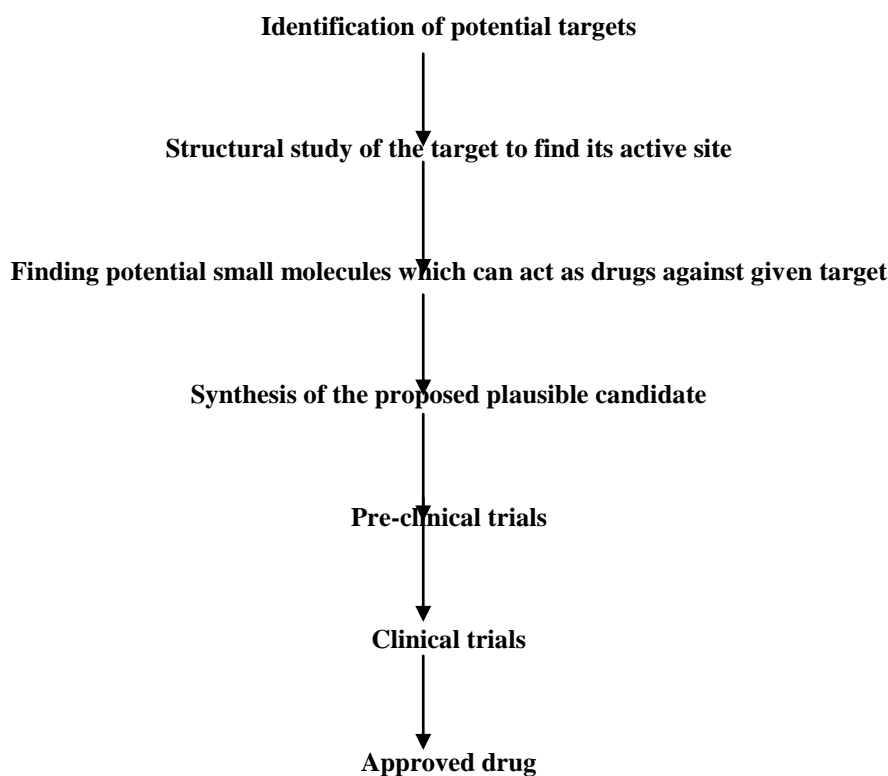 Identification of potential targets
Structural study of the target to find its active site
Finding potential small molecules which can act as drugs against given target
Synthesis of the proposed plausible candidate
Pre-clinical trials
Clinical trials
Approved drug